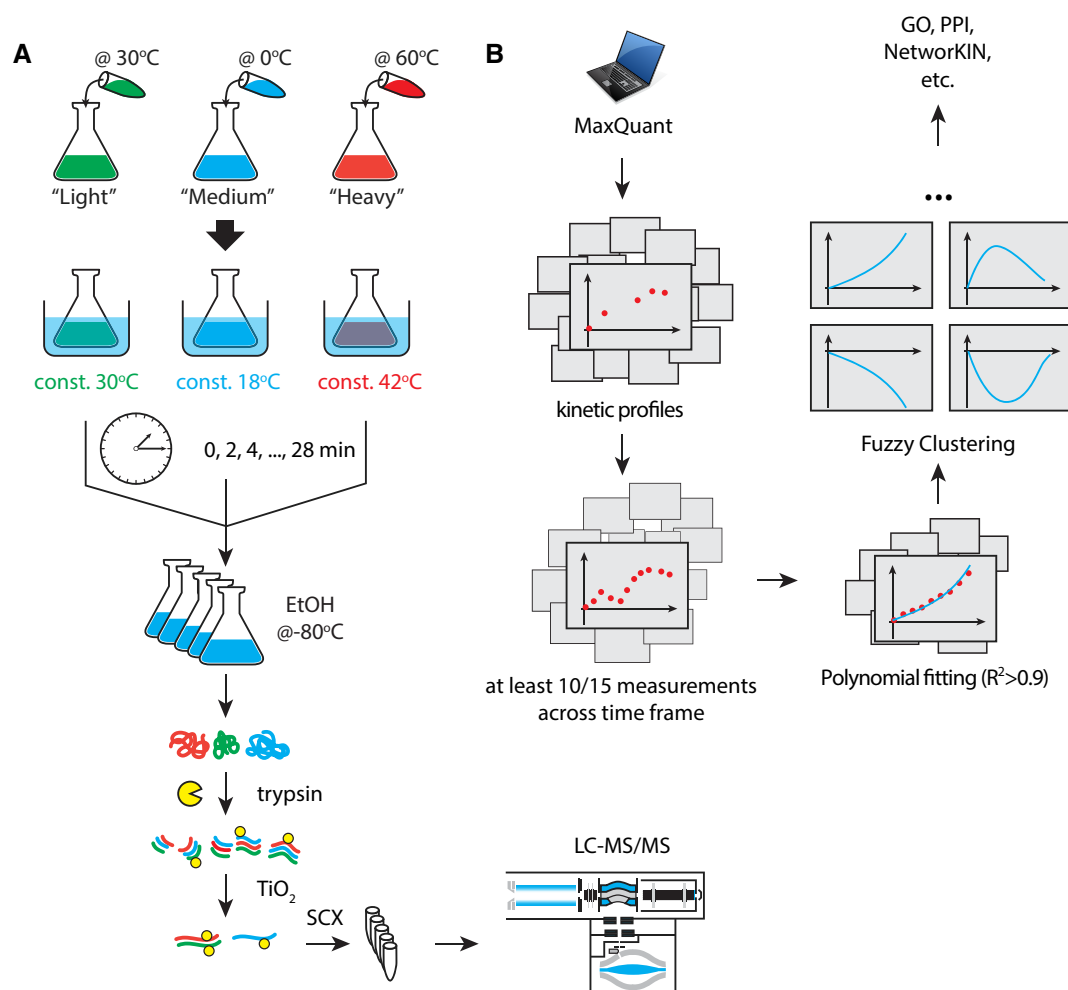 A
@ 30°C
@ 0°C
@ 60°C
“Light”
“Medium”
“Heavy”
const. 30°C
const. 18°C
const. 42°C
0, 2, 4, ..., 28 min
EtOH
@-80°C
trypsin
TiO₂
SCX
LC-MS/MS
B
MaxQuant
kinetic profiles
at least 10/15 measurements
across time frame
Polynomial fitting (R²>0.9)
Fuzzy Clustering
...
GO, PPI,
NetworKIN,
etc.